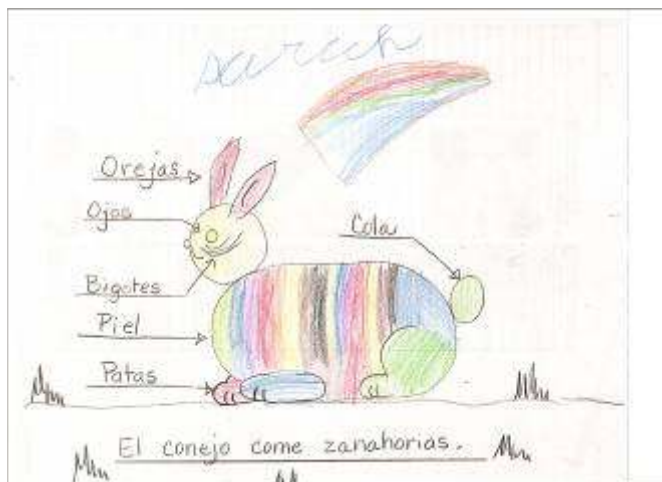 sarah
Orejas
Ojos
Cola
Bigotes
Piel
Patas
El conejo come zanahorias.